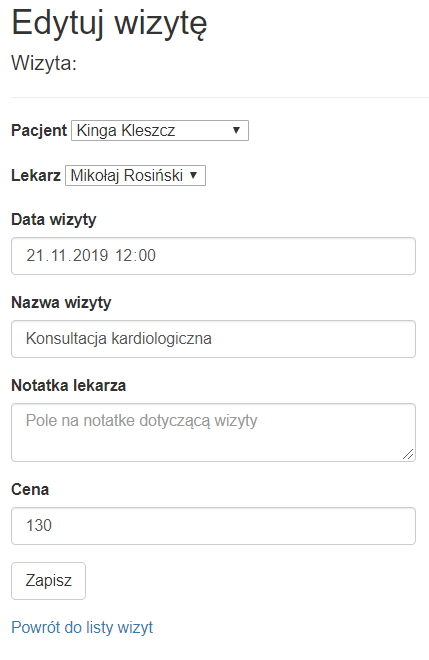 Edytuj wizytę
Wizyta:
Pacjent Kinga Kleszcz
Lekarz Mikołaj Rosiński
Data wizyty
21.11.2019 12:00
Nazwa wizyty
Konsultacja kardiologiczna
Notatka lekarza
Pole na notatke dotyczącą wizyty
Cena
130
Zapisz
Powrót do listy wizyt